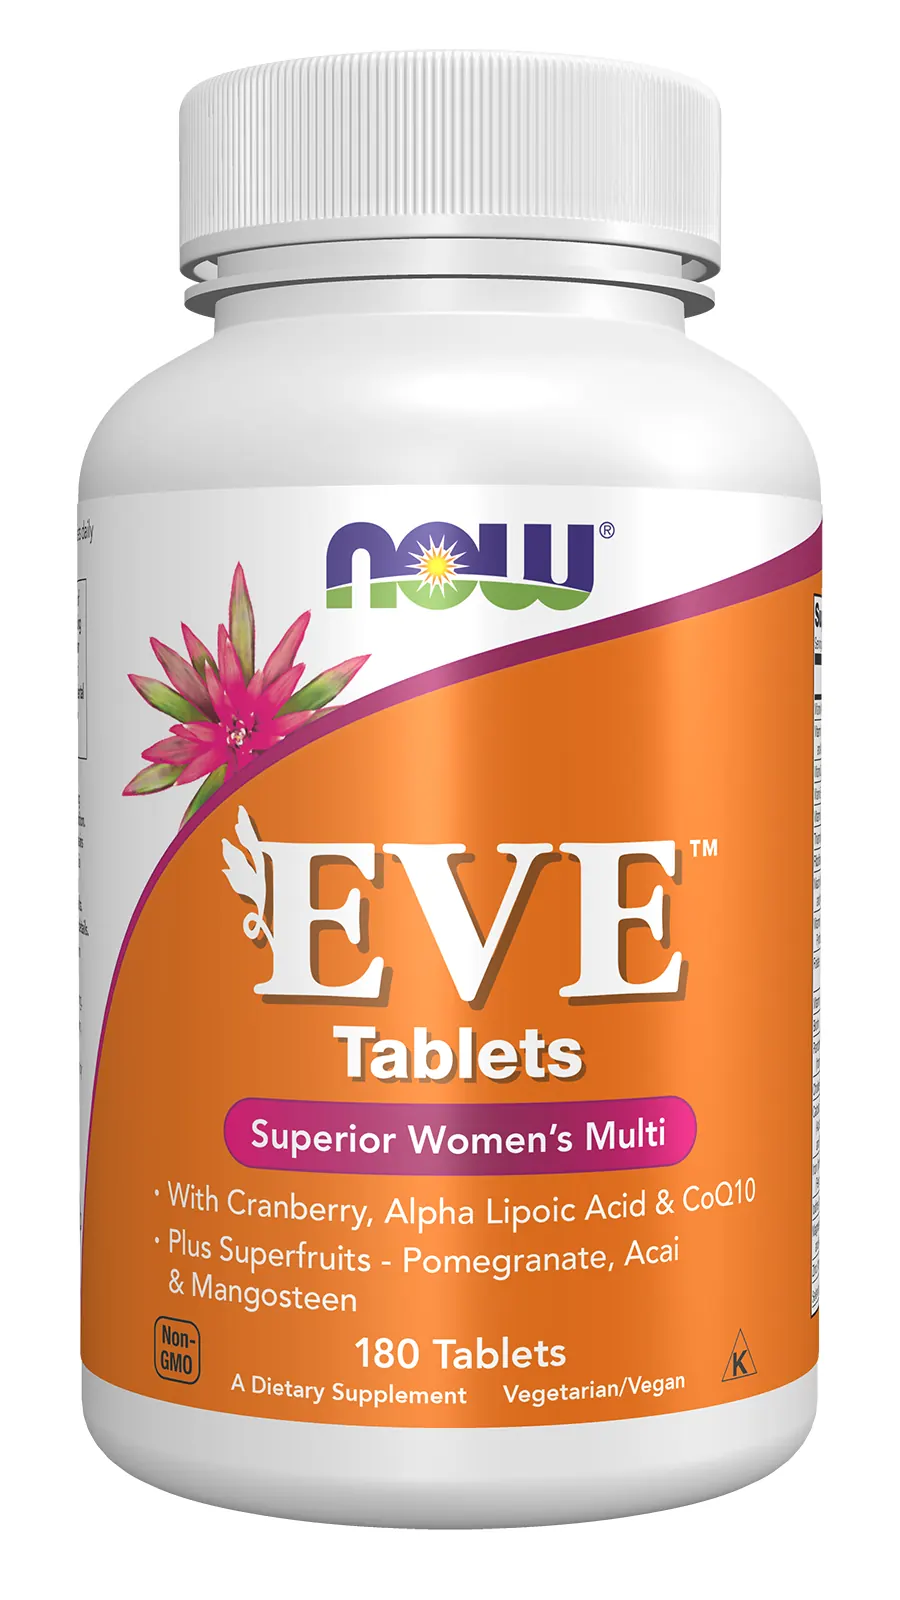 daily
now®
EVE™
Tablets
Superior Women's Multi
• With Cranberry, Alpha Lipoic Acid & CoQ10
• Plus Superfruits - Pomegranate, Acai
& Mangosteen
Non-
GMO
180 Tablets
K
A Dietary Supplement
Vegetarian/Vegan